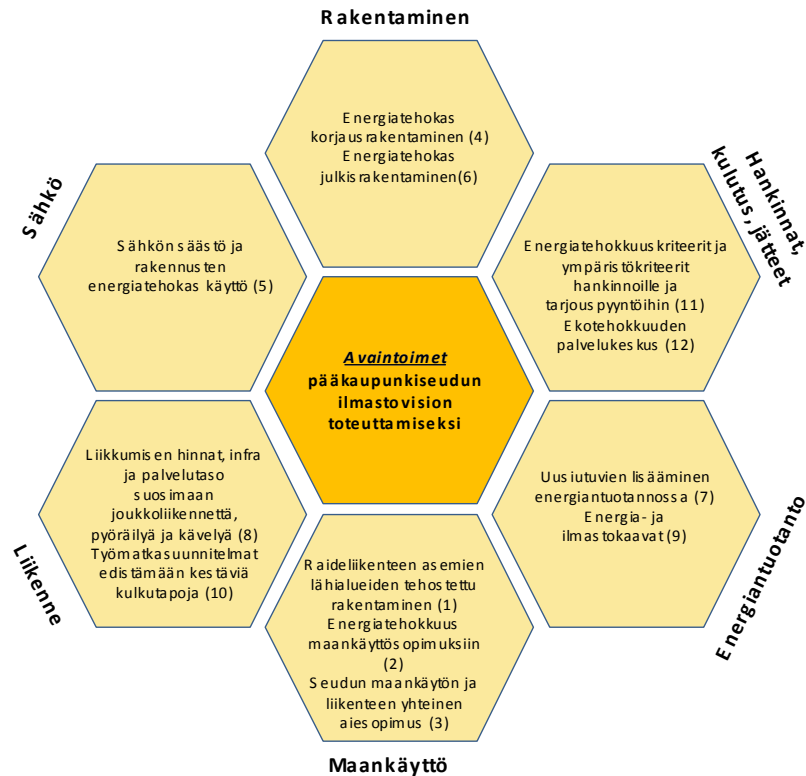 Rakentaminen
Energiatehokas
korjausrakentaminen (4)
Energiatehokas
julkisrakentaminen(6)
Hankinnat,
kulutus, jätteet
Energiatehokkuuskriteerit ja
ympäristökriteerit
hankinnoille ja
tarjouspyyntöihin (11)
Ekotehokkuuden
palvelukeskus (12)
Sähkö
Sähkön säästö ja
rakennusten
energiatehokas käyttö (5)
Avaintoimet
pääkaupunkiseudun
ilmastovision
toteuttamiseksi
Liikkumisen hinnat, infra
ja palvelutaso
suosimaan
joukkoliikennettä,
pyöräilyä ja kävelyä (8)
Työmatkasuunnitelmat
edistämään kestäviä
kulkutapoja (10)
Liikenne
Uusiutuvien lisääminen
energiantuotannossa (7)
Energia- ja
ilmastokaavat (9)
Energiantuotanto
Raideliikenteen asemien
lähialueiden tehostettu
rakentaminen (1)
Energiatehokkuus
maankäyttösopimuksiin
(2)
Seudun maankäytön ja
liikenteen yhteinen
aiesopimus (3)
Maankäyttö